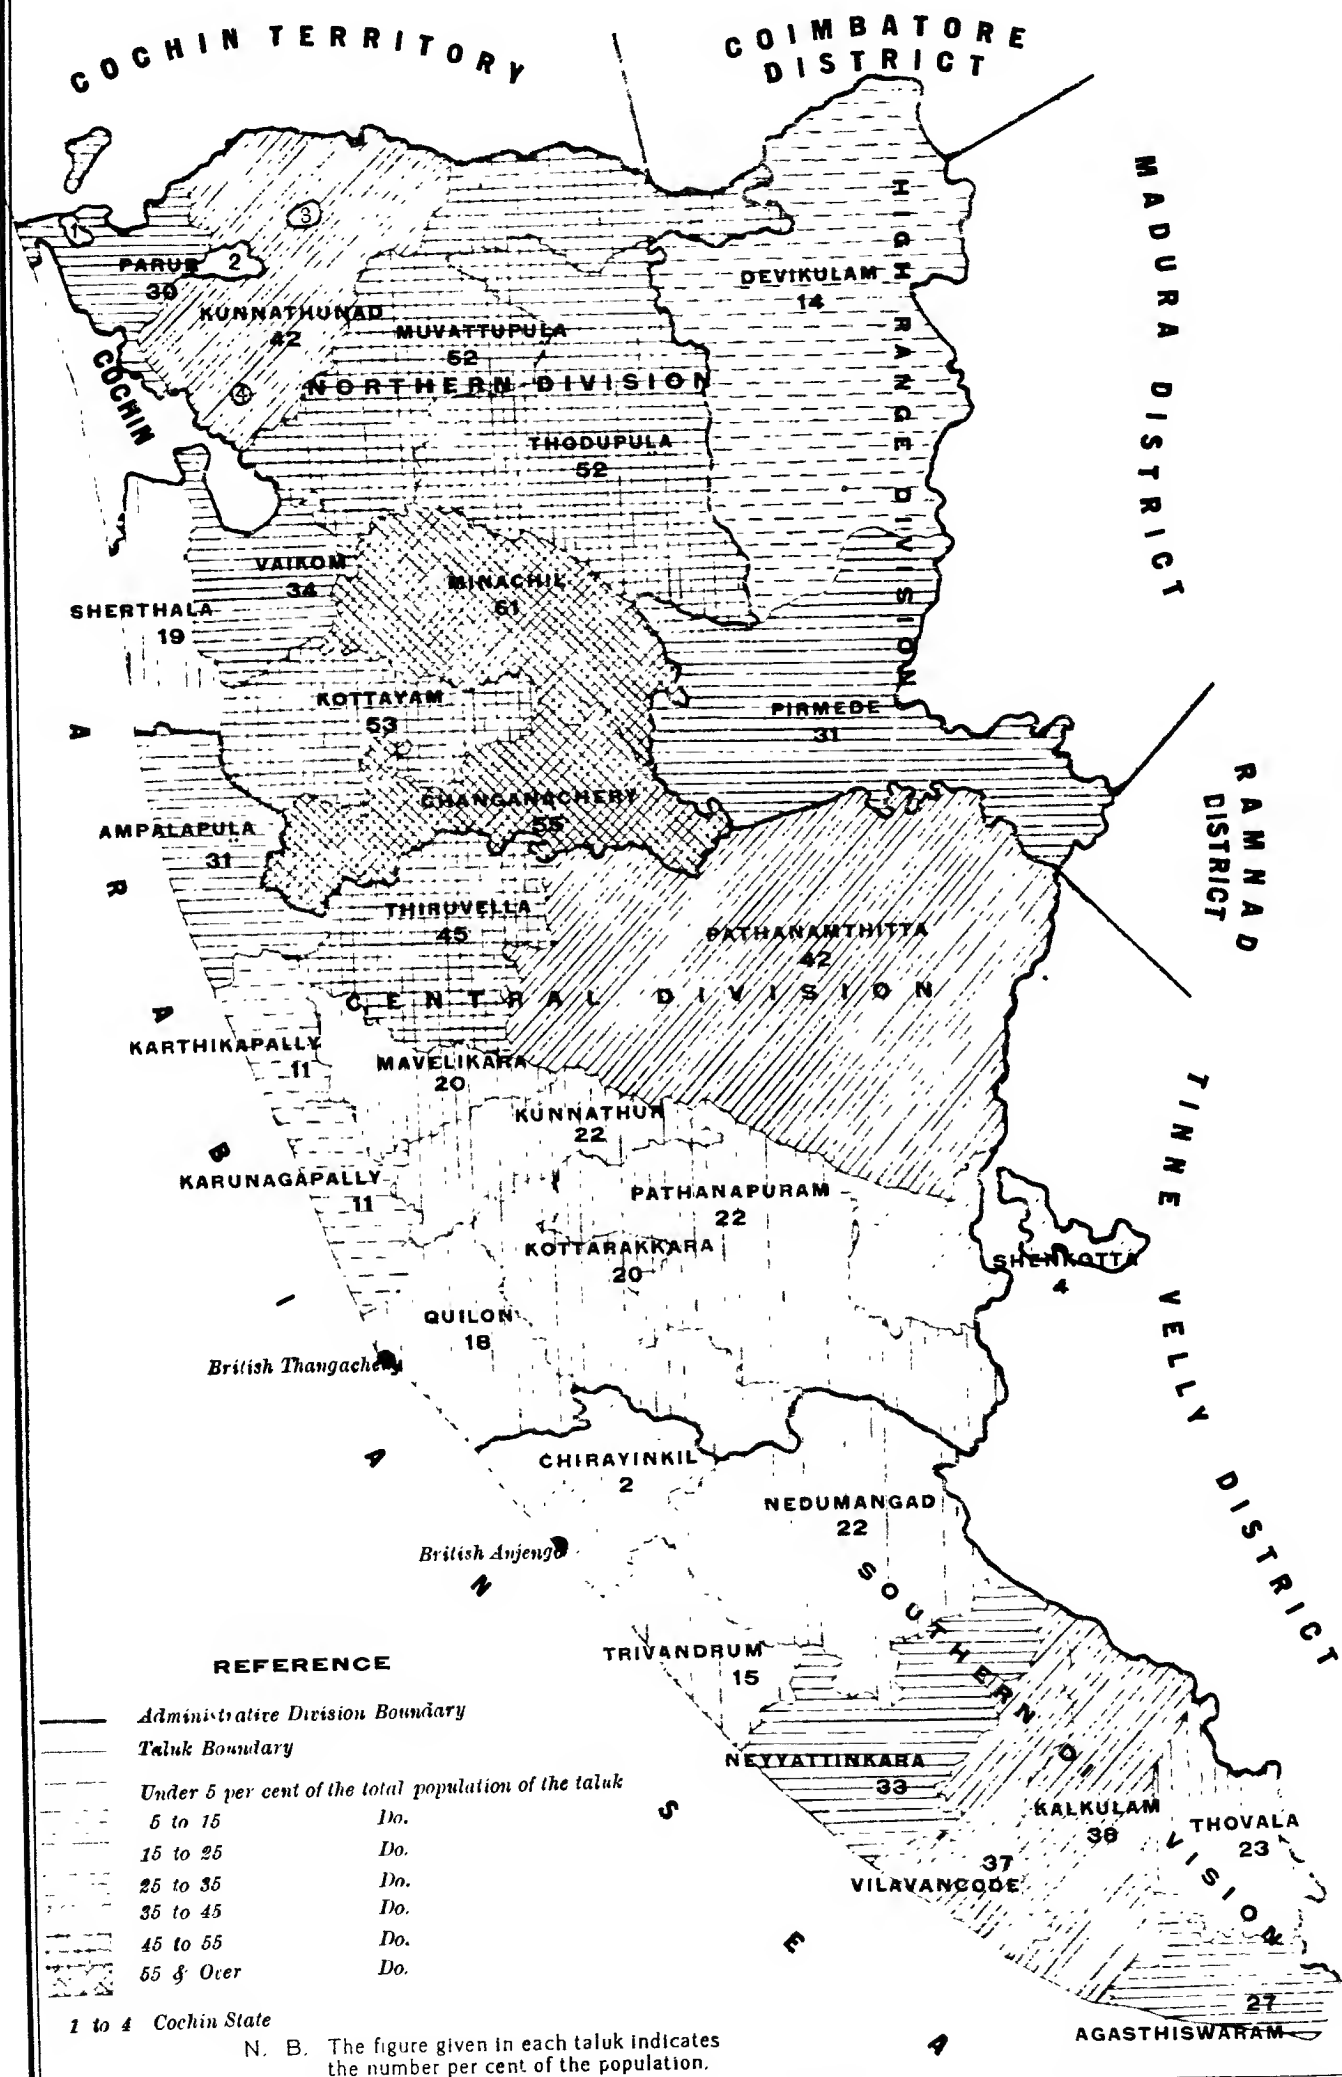 COCHIN TERRITORY
COIMBATORE
DISTRICT
MADURA DISTRICT
RAMNAD
DISTRICT
TINNEVELLY DISTRICT
ARABIAN SEA
COCHIN
HIGH RANGE DIVISION
NORTHERN DIVISION
CENTRAL DIVISION
SOUTHERN DIVISION
1
2
3
4
PARUR
30
KUNNATHUNAD
42
MUVATTUPULA
52
DEVIKULAM
14
THODUPULA
52
VAIKOM
34
MINACHIL
61
SHERTHALA
19
KOTTAYAM
53
PIRMEDE
31
CHANGANACHERY
55
AMPALAPULA
31
THIRUVELLA
45
PATHANAMTHITTA
42
KARTHIKAPALLY
11
MAVELIKARA
20
KUNNATHUR
22
KARUNAGAPALLY
11
PATHANAPURAM
22
KOTTARAKKARA
20
SHENKOTTA
4
QUILON
18
British Thangachery
CHIRAYINKIL
2
NEDUMANGAD
22
British Anjengo
TRIVANDRUM
15
NEYYATTINKARA
33
KALKULAM
38
THOVALA
23
37
VILAVANCODE
27
AGASTHISWARAM
REFERENCE
Administrative Division Boundary
Taluk Boundary
Under 5 per cent of the total population of the taluk
5 to 15 Do.
15 to 25 Do.
25 to 35 Do.
35 to 45 Do.
45 to 55 Do.
55 & Over Do.
1 to 4 Cochin State
N. B. The figure given in each taluk indicates
the number per cent of the population.